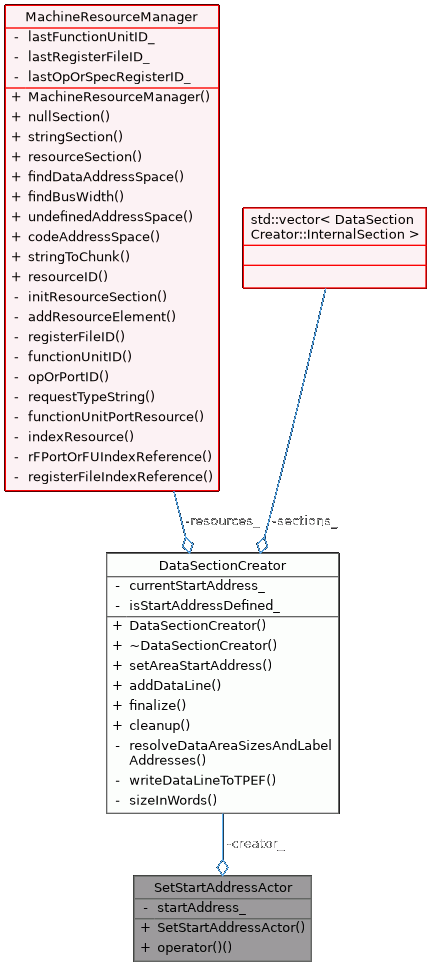 MachineResourceManager
- lastFunctionUnitID_
- lastRegisterFileID_
- lastOpOrSpecRegisterID_
+ MachineResourceManager()
+ nullSection()
+ stringSection()
+ resourceSection()
+ findDataAddressSpace()
+ findBusWidth()
+ undefinedAddressSpace()
+ codeAddressSpace()
+ stringToChunk()
+ resourceID()
- initResourceSection()
- addResourceElement()
- registerFileID()
- functionUnitID()
- opOrPortID()
- requestTypeString()
- functionUnitPortResource()
- indexResource()
- rFPortOrFUIndexReference()
- registerFileIndexReference()
std::vector< DataSection
Creator::InternalSection >
-resources_
-sections_
DataSectionCreator
- currentStartAddress_
- isStartAddressDefined_
+ DataSectionCreator()
+ ~DataSectionCreator()
+ setAreaStartAddress()
+ addDataLine()
+ finalize()
+ cleanup()
- resolveDataAreaSizesAndLabel
Addresses()
- writeDataLineToTPEF()
- sizeInWords()
-creator_
SetStartAddressActor
- startAddress_
+ SetStartAddressActor()
+ operator()()